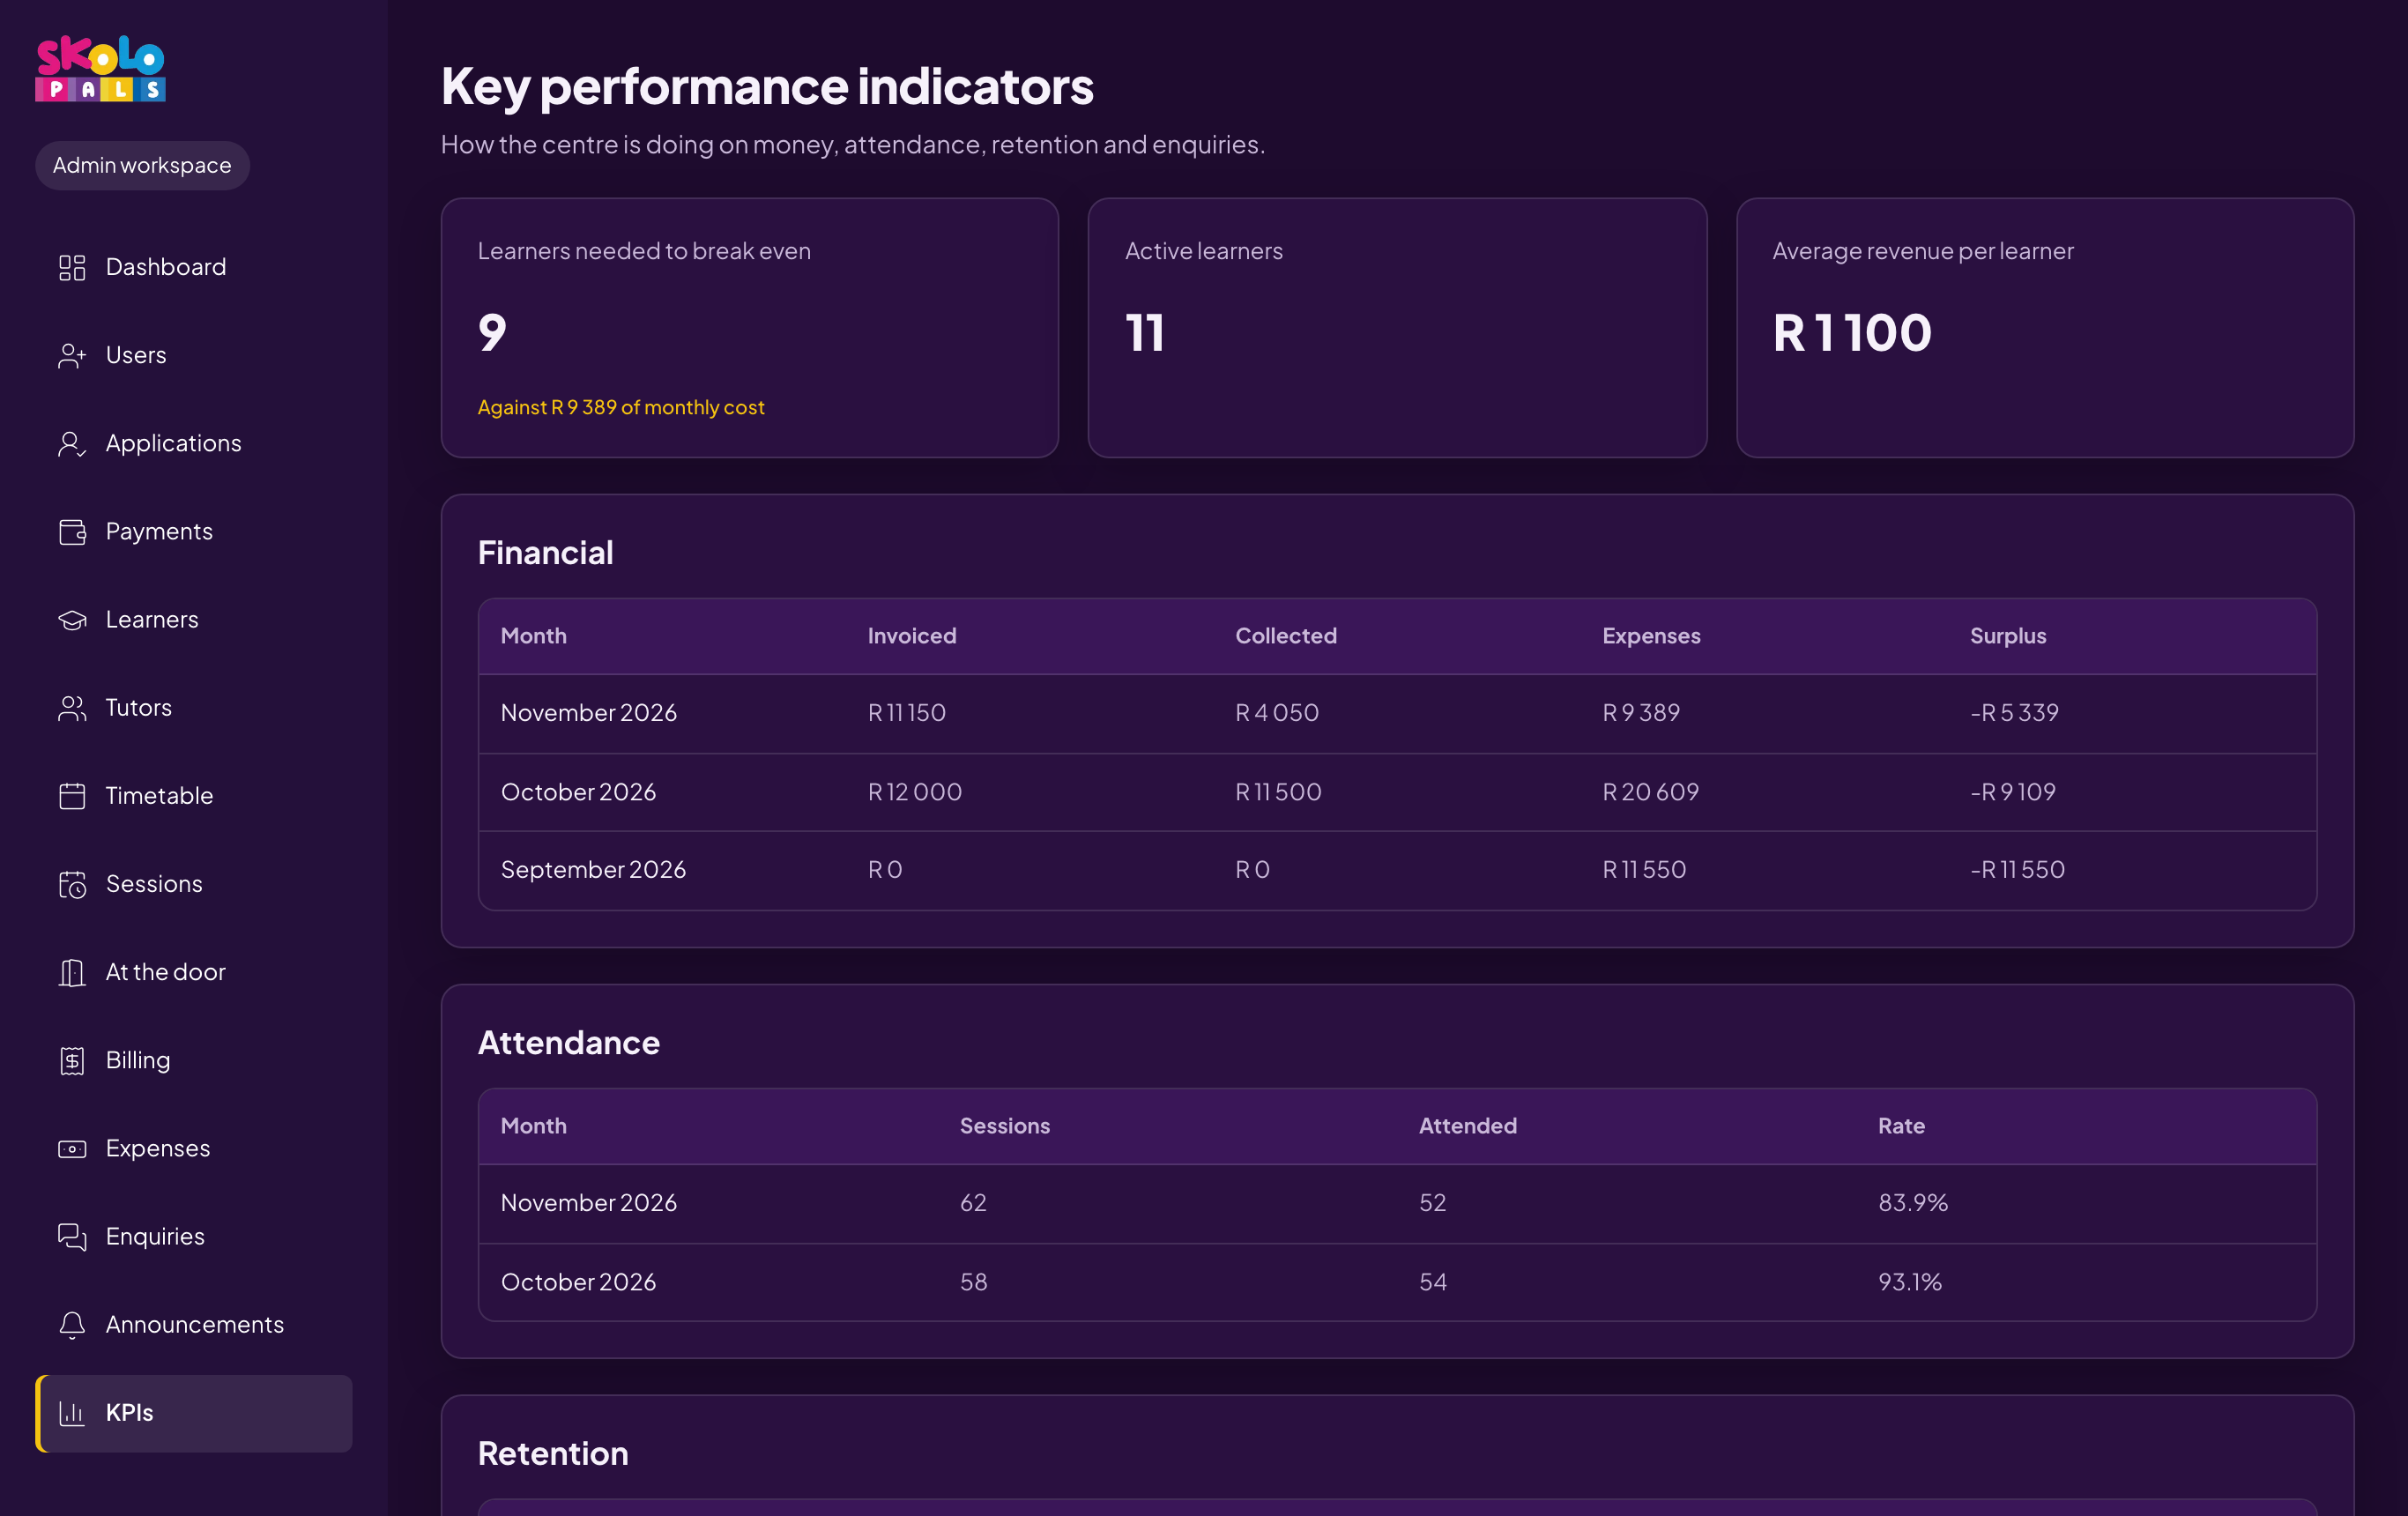 SKOLO
PALS
Admin workspace
Dashboard
Users
Applications
Payments
Learners
Tutors
Timetable
Sessions
At the door
Billing
Expenses
Enquiries
Announcements
KPIs
Key performance indicators
How the centre is doing on money, attendance, retention and enquiries.
Learners needed to break even
9
Against R 9 389 of monthly cost
Active learners
11
Average revenue per learner
R 1 100
Financial
Month Invoiced Collected Expenses Surplus
November 2026 R 11 150 R 4 050 R 9 389 -R 5 339
October 2026 R 12 000 R 11 500 R 20 609 -R 9 109
September 2026 R 0 R 0 R 11 550 -R 11 550
Attendance
Month Sessions Attended Rate
November 2026 62 52 83.9%
October 2026 58 54 93.1%
Retention